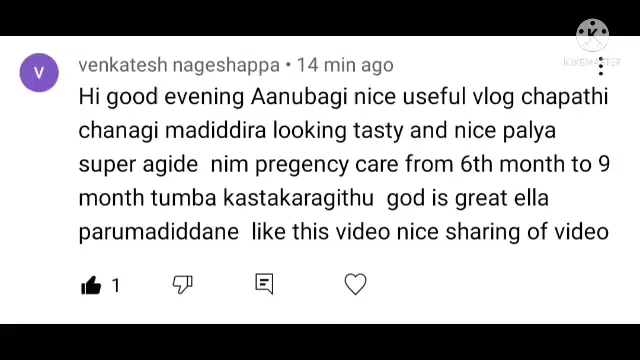 K
KINEMASTER
V
venkatesh nageshappa • 14 min ago
Hi good evening Aanubagi nice useful vlog chapathi
chanagi madiddira looking tasty and nice palya
super agide nim pregency care from 6th month to 9
month tumba kastakaragithu god is great ella
parumadiddane like this video nice sharing of video
1